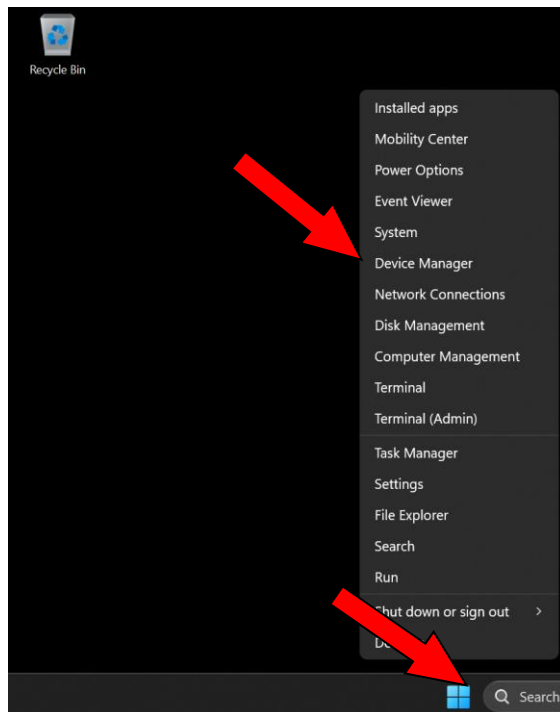 Recycle Bin
Installed apps
Mobility Center
Power Options
Event Viewer
System
Device Manager
Network Connections
Disk Management
Computer Management
Terminal
Terminal (Admin)
Task Manager
Settings
File Explorer
Search
Run
Shut down or sign out
Search